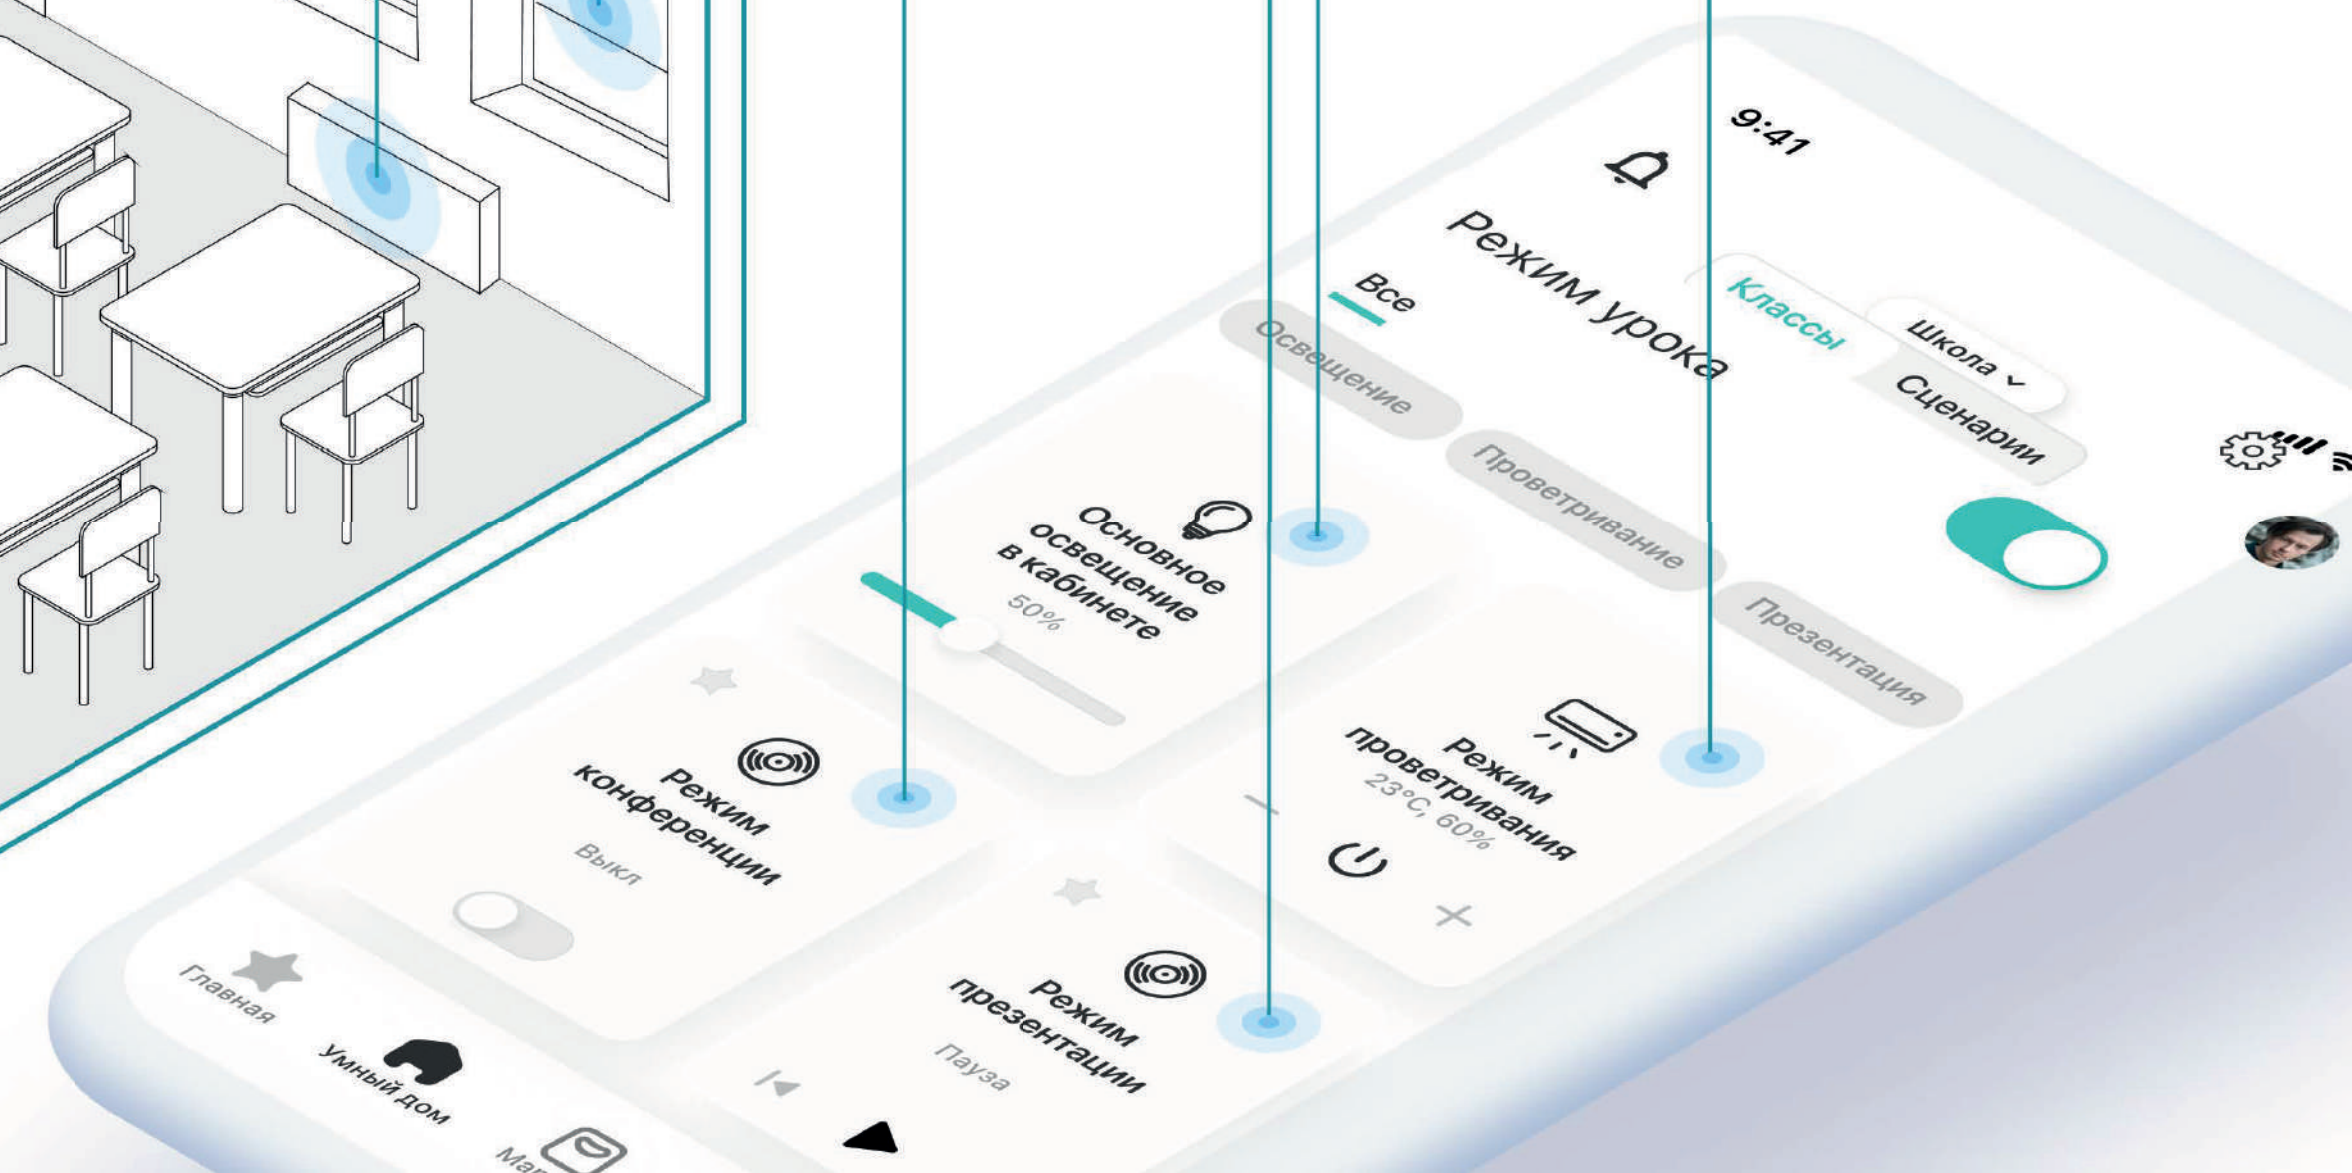 9:41
Школа
Классы
Сценарии
Режим урока
Все
Освещение
Проветривание
Презентация
Основное
освещение
в кабинете
50%
Режим
проветривания
23°C, 60%
Режим
конференции
Выкл
Режим
презентации
Пауза
Главная
Умный дом